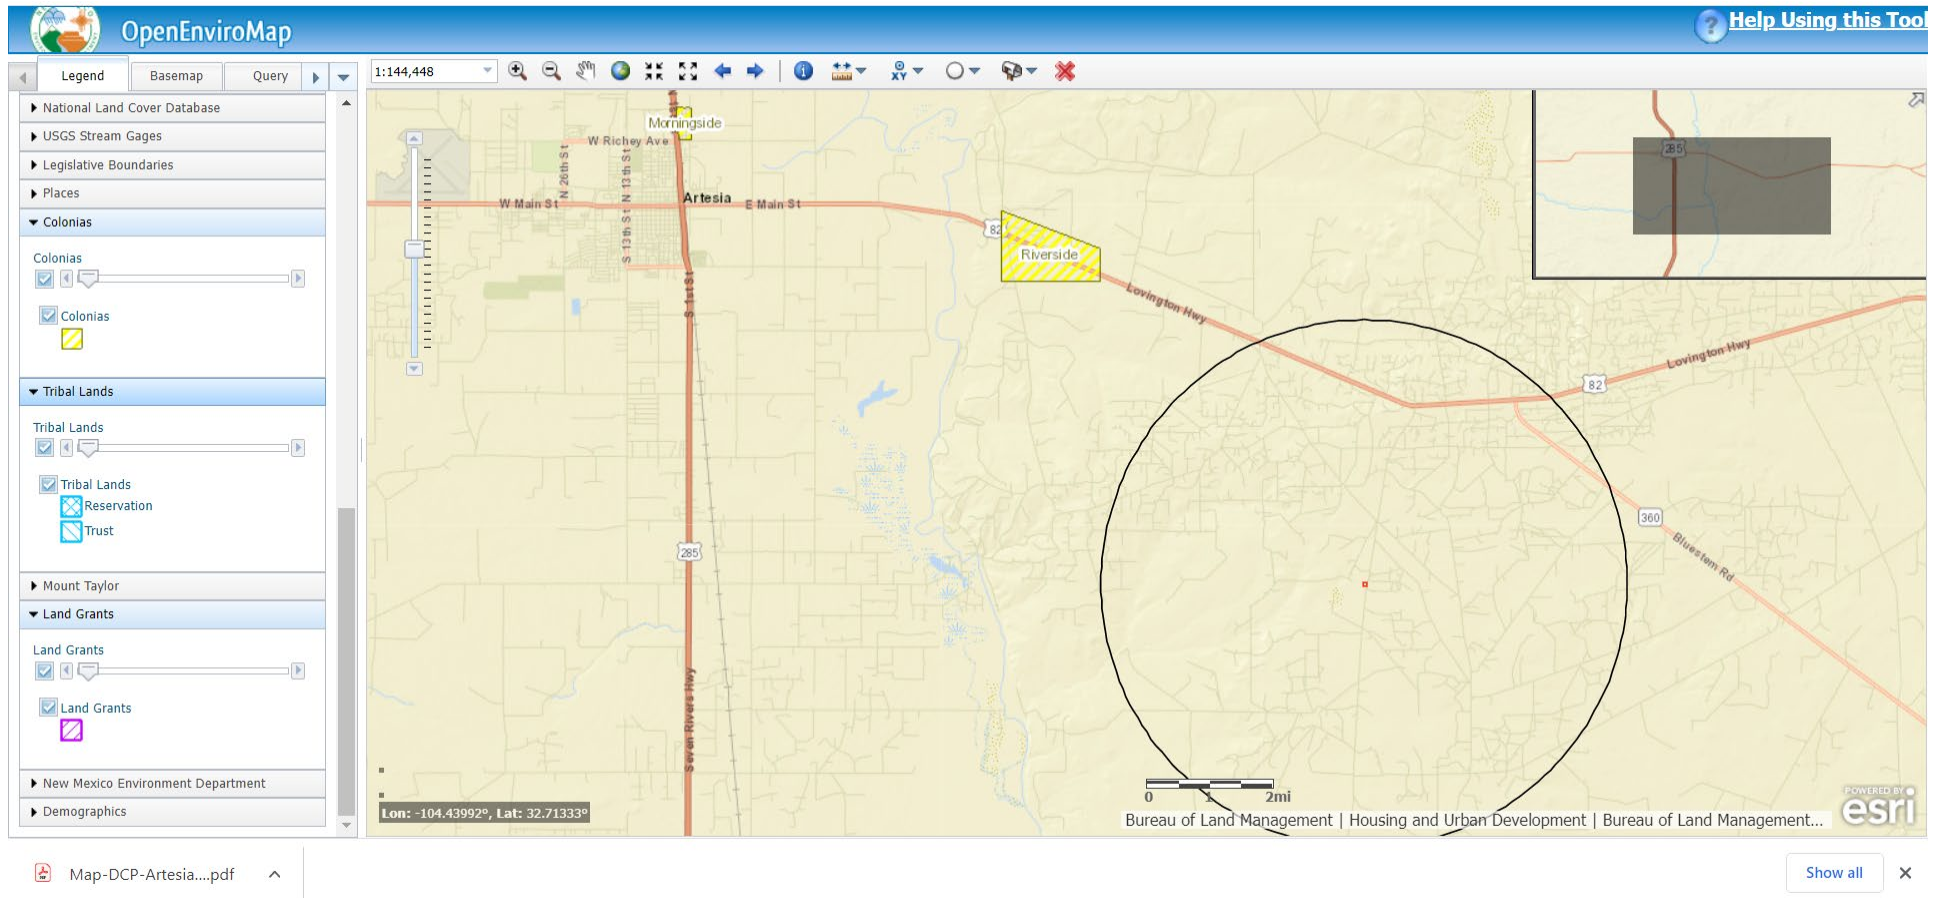 OpenEnviroMap
Help Using this Tool
Legend
Basemap
Query
1:144,448
National Land Cover Database
USGS Stream Gages
Legislative Boundaries
Places
Colonias
Colonias
Colonias
Tribal Lands
Tribal Lands
Tribal Lands
Reservation
Trust
Mount Taylor
Land Grants
Land Grants
Land Grants
New Mexico Environment Department
Demographics
XY
Morningside
W Richey Ave
N 26th St
N 13th St
S 13th St
W Main St
Artesia
E Main St
82
Riverside
S 1st St
Lovington Hwy
285
Lovington Hwy
82
360
Bluestem Rd
285
Seven Rivers Hwy
0 1 2mi
Lon: -104.43992°, Lat: 32.71333°
Bureau of Land Management | Housing and Urban Development | Bureau of Land Management...
POWERED BY
esri
Map-DCP-Artesia....pdf
Show all